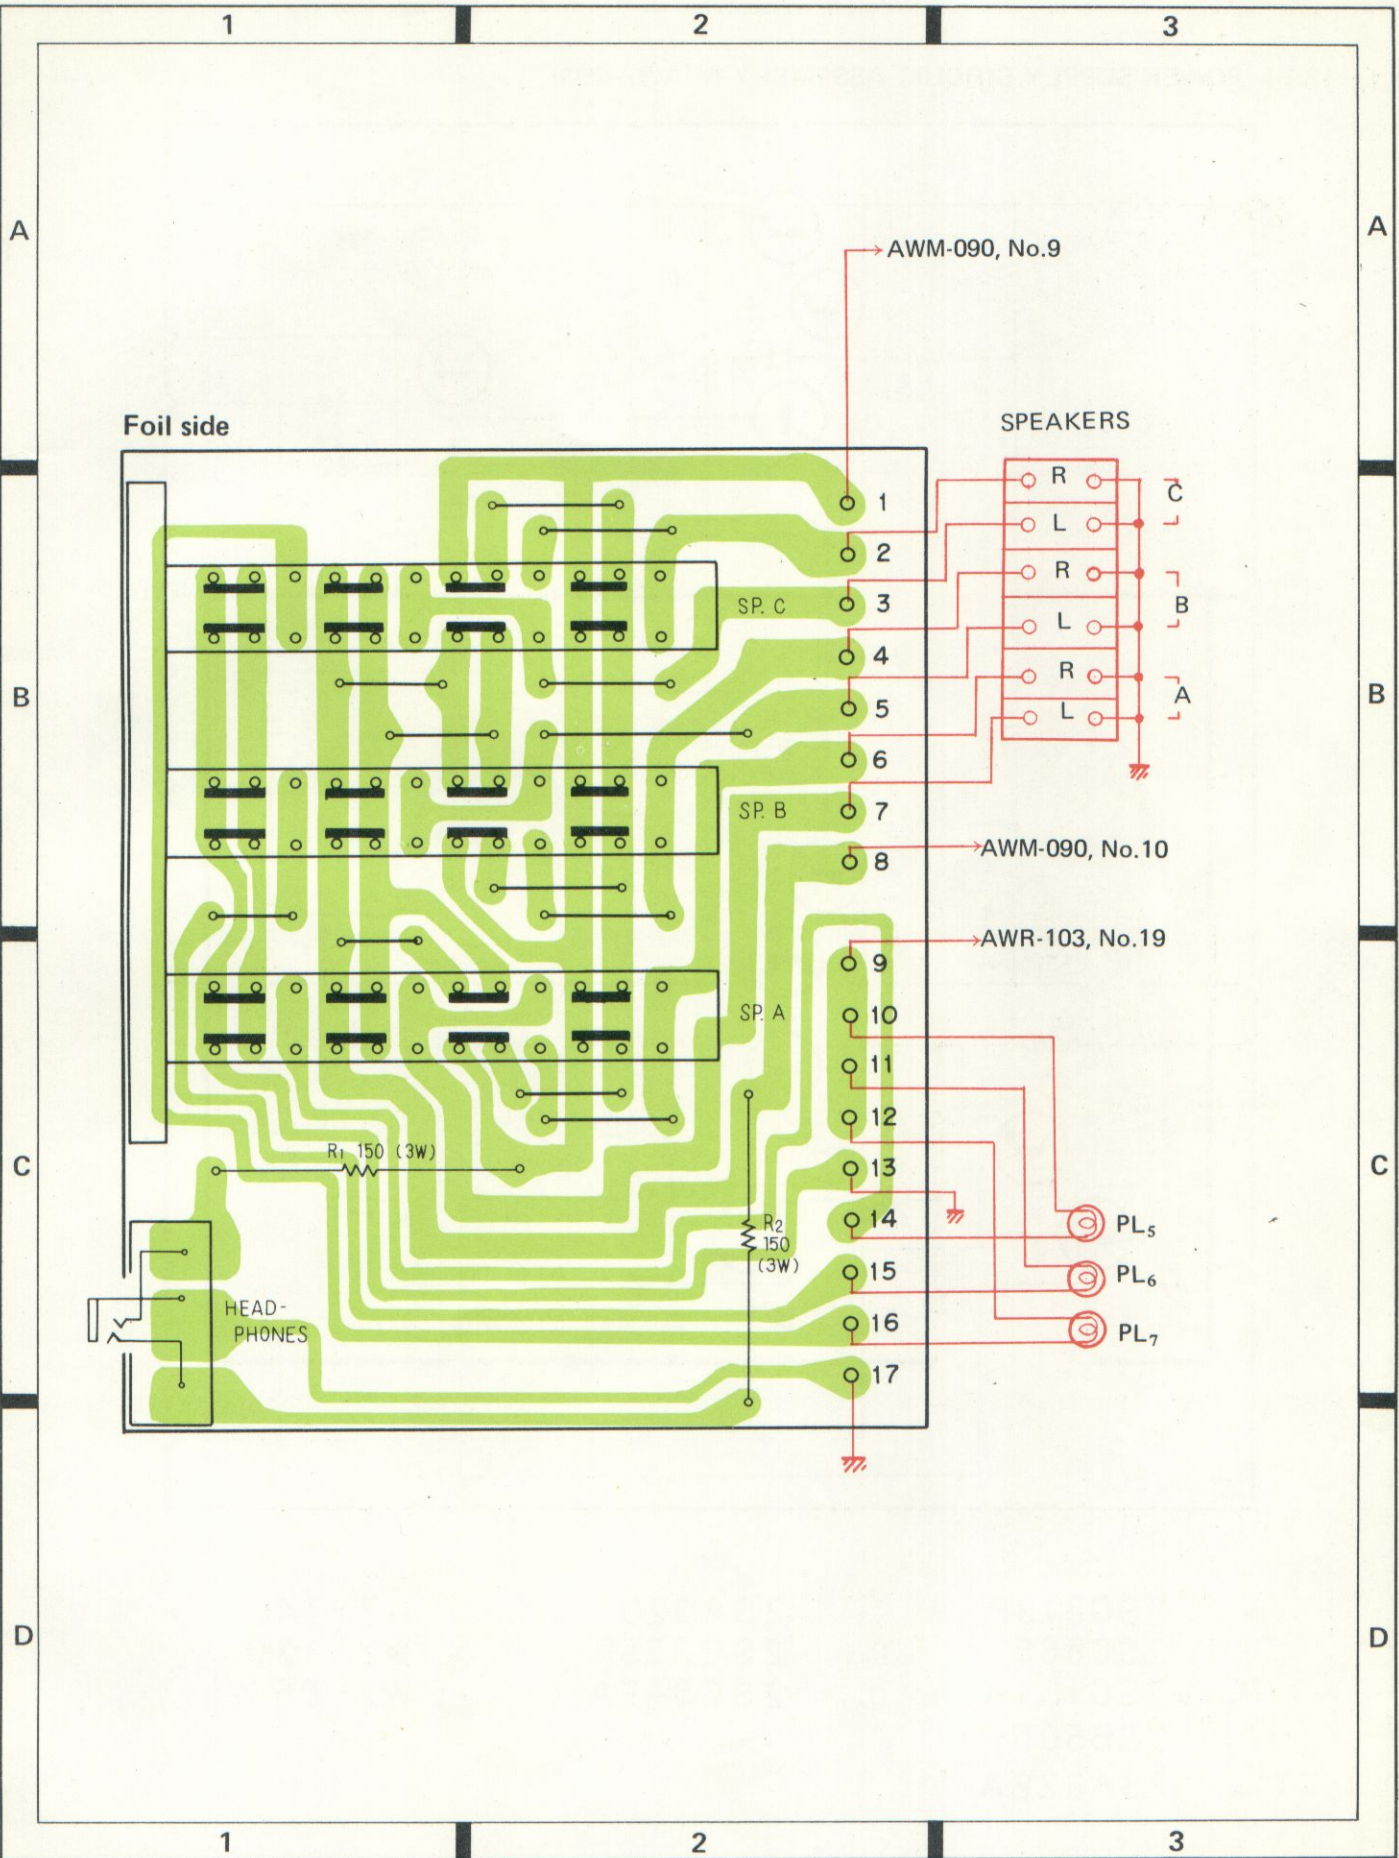 1 2 3
A A
AWM-090, No.9
Foil side
SPEAKERS
R
C
1
L
2
R
SP. C
3
B
L
4
B B
R
A
5
L
6
SP. B
7
8
AWM-090, No.10
AWR-103, No.19
9
SP. A
10
11
12
R1 150 (3W)
C C
13
14
R2
150
(3W)
PL5
15
PL6
HEAD-
PHONES
16
PL7
17
D D
1 2 3